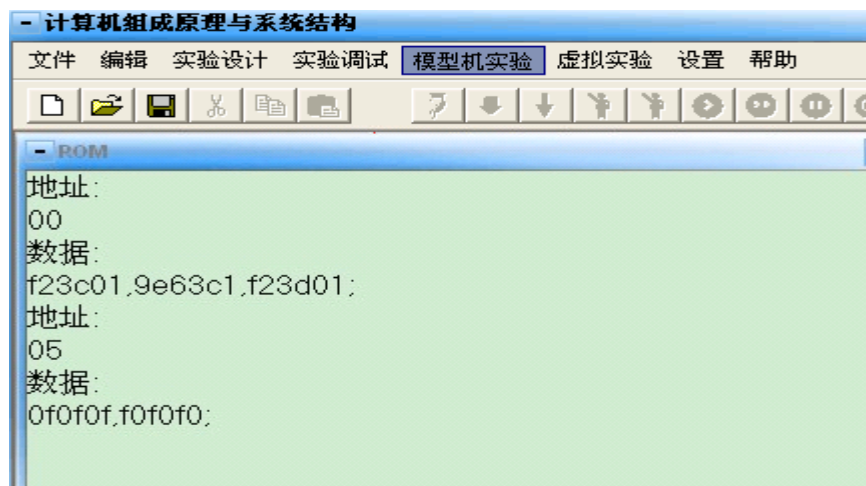 - 计算机组成原理与系统结构
文件 编辑 实验设计 实验调试 模型机实验 虚拟实验 设置 帮助
- ROM
地址:
00
数据:
f23c01,9e63c1,f23d01;
地址:
05
数据:
0f0f0f,f0f0f0;